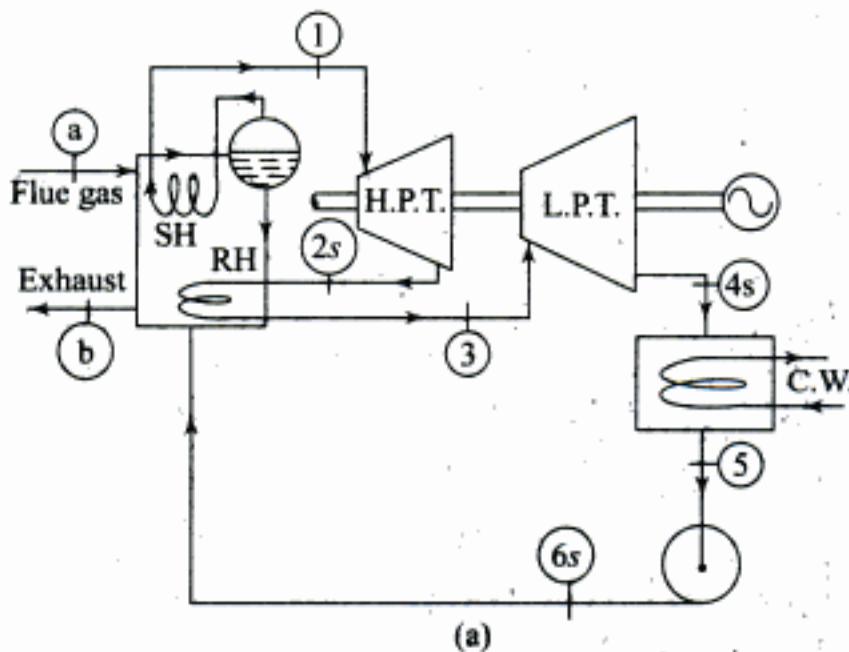 1
a
Flue gas
SH
H.P.T.
L.P.T.
RH
2s
Exhaust
b
3
4s
C.W.
5
6s
(a)